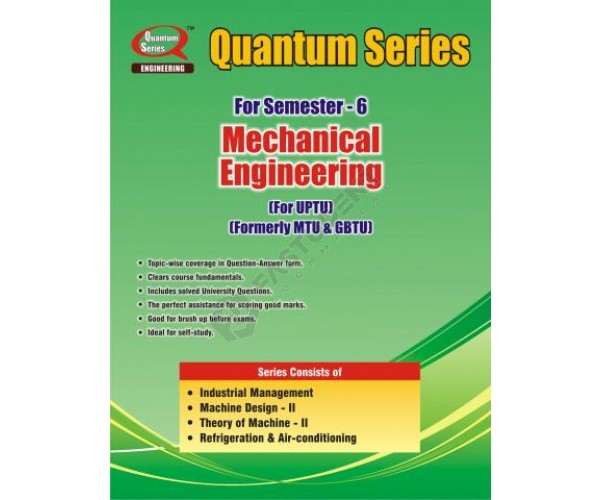 TM
Quantum
Series
ENGINEERING
Quantum Series
For Semester - 6
Mechanical
Engineering
(For UPTU)
(Formerly MTU & GBTU)
• Topic-wise coverage in Question-Answer form.
• Clears course fundamentals.
• Includes solved University Questions.
• The perfect assistance for scoring good marks.
• Good for brush up before exams.
• Ideal for self-study.
Series Consists of
• Industrial Management
• Machine Design - II
• Theory of Machine - II
• Refrigeration & Air-conditioning